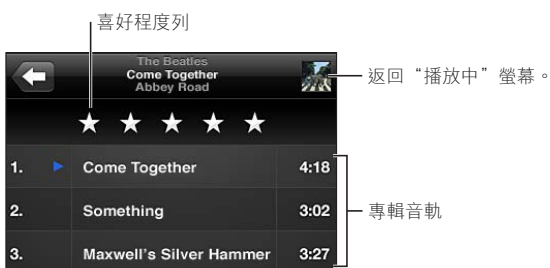 喜好程度列
The Beatles
Come Together
Abbey Road
返回“播放中”螢幕。
1. Come Together 4:18
2. Something 3:02
3. Maxwell's Silver Hammer 3:27
專輯音軌